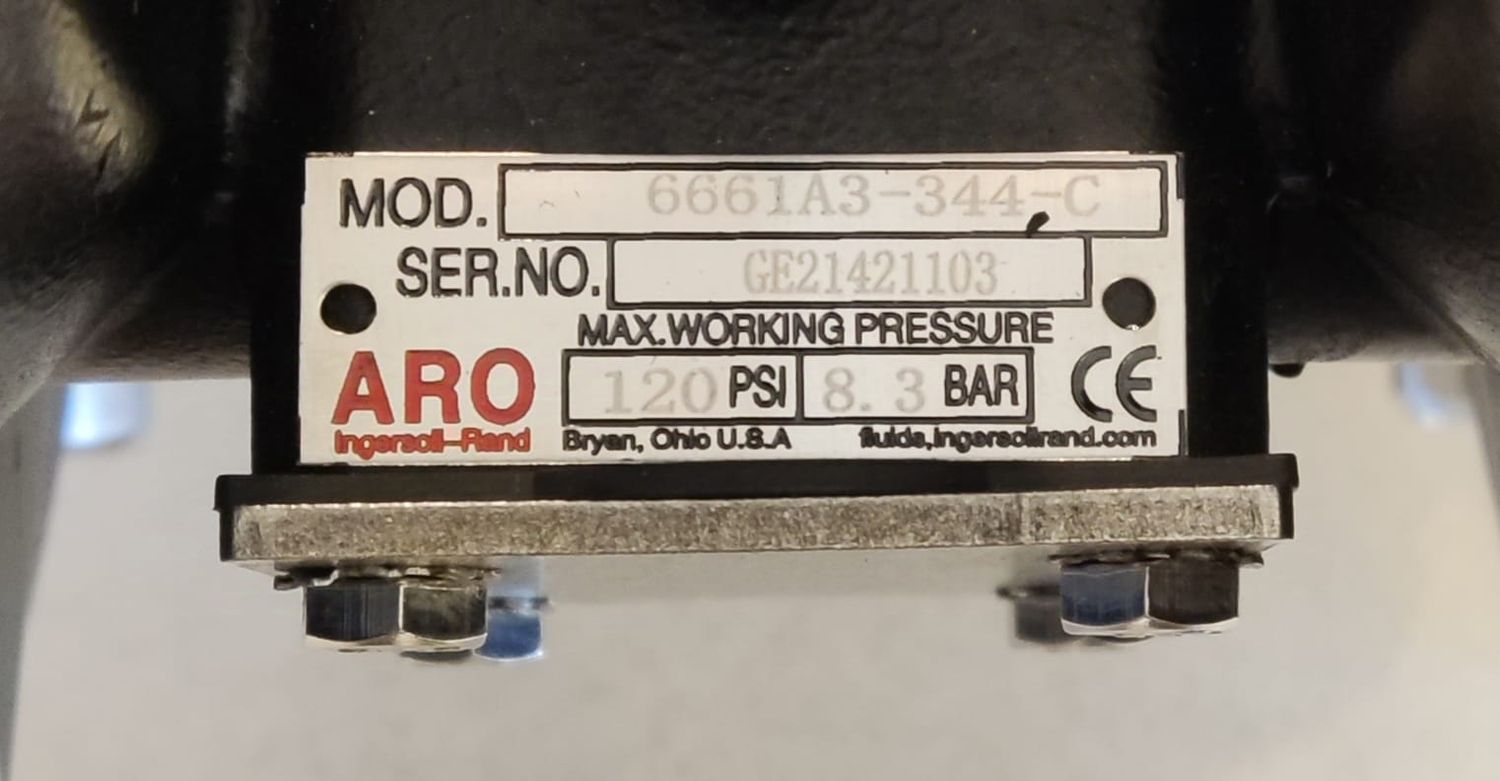 MOD. 6661A3-344-C
SER.NO. GE21421103
MAX.WORKING PRESSURE
ARO 120 PSI 8.3 BAR CE
Ingersoll-Rand Bryan, Ohio U.S.A fluids,ingersollrand.com